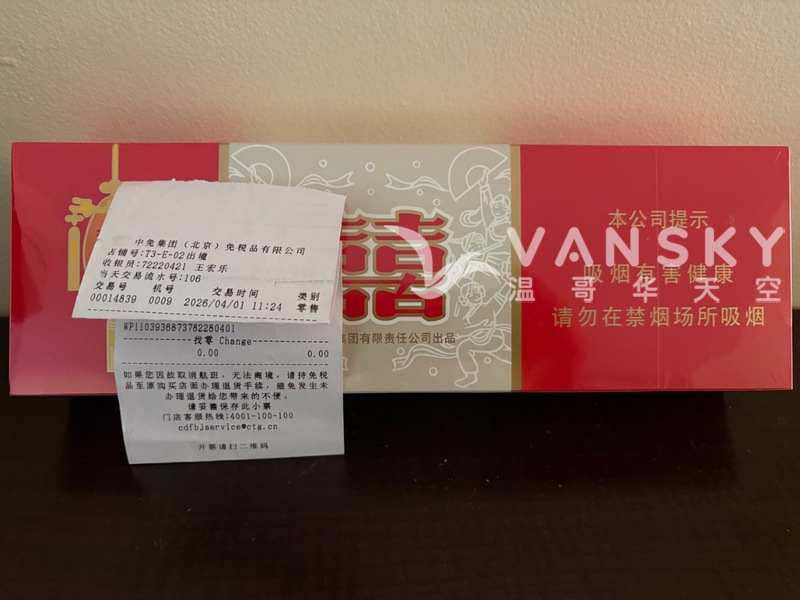 中免集团（北京）免税品有限公司
店铺号:T3-E-02出境
收银员:72220421 王宏乐
当天交易流水号:106
交易号 机号 交易时间 类别
00014839 0009 2026/04/01 11:24 零售
WP1103936873782280401
找零 Change
0.00 0.00
如果您因故取消航班，无法离境，请持免税
品至原购买店面办理退货手续，避免发生未
办理退货给您带来的不便。
请妥善保存此小票
门店客服热线:4001-100-100
cdfbjservice@ctg.cn
开票请扫二维码
囍
集团有限责任公司出品
本公司提示
吸烟有害健康
请勿在禁烟场所吸烟
VANSKY
温哥华天空